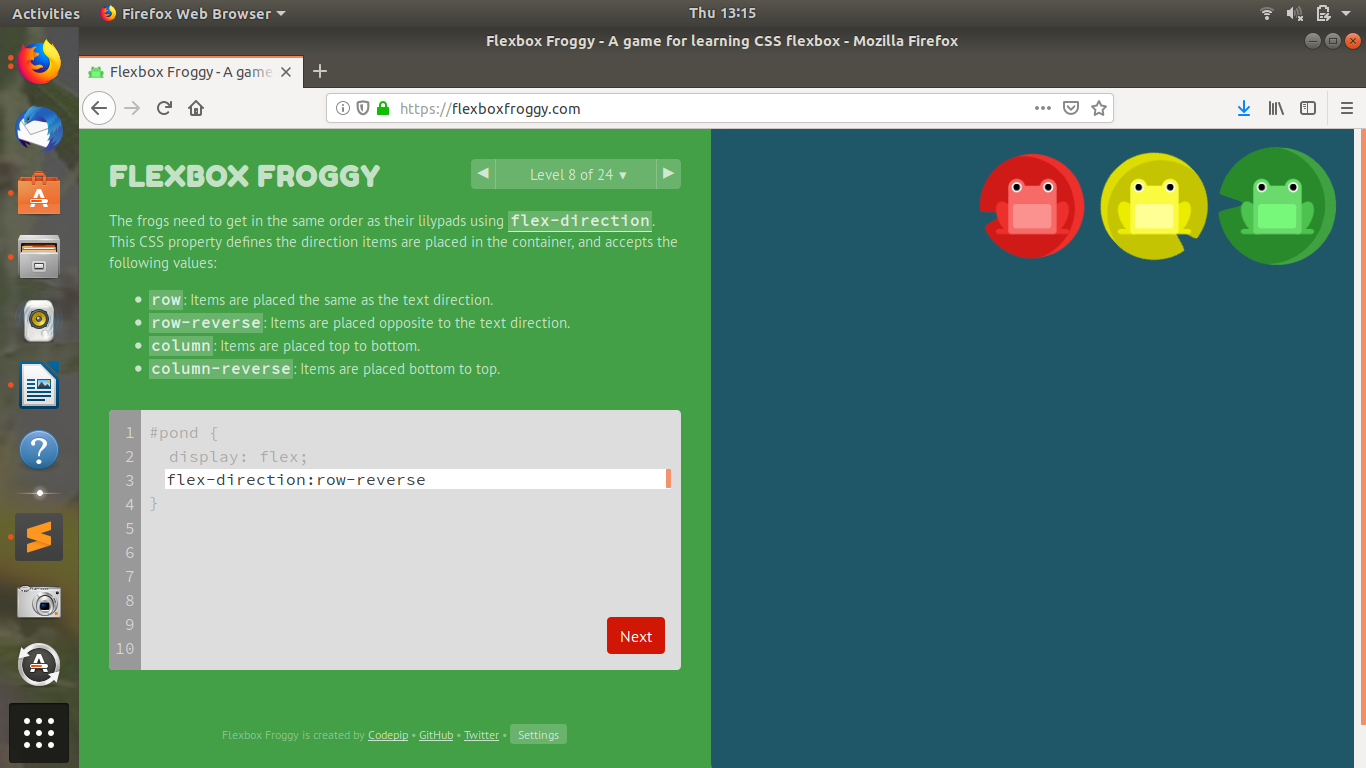 Activities Firefox Web Browser Thu 13:15
Flexbox Froggy - A game for learning CSS flexbox - Mozilla Firefox
Flexbox Froggy - A game
https://flexboxfroggy.com
FLEXBOX FROGGY
◀ Level 8 of 24 ▾ ▶
The frogs need to get in the same order as their lilypads using flex-direction.
This CSS property defines the direction items are placed in the container, and accepts the
following values:
• row: Items are placed the same as the text direction.
• row-reverse: Items are placed opposite to the text direction.
• column: Items are placed top to bottom.
• column-reverse: Items are placed bottom to top.
1 #pond {
2 display: flex;
3 flex-direction:row-reverse
4 }
5
6
7
8
9
10
Next
Flexbox Froggy is created by Codepip • GitHub • Twitter • Settings